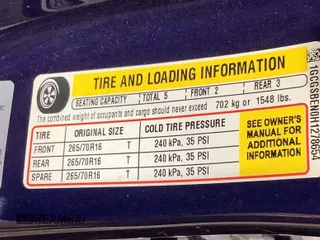 TIRE AND LOADING INFORMATION
SEATING CAPACITY TOTAL 5 FRONT 2 REAR 3
The combined weight of occupants and cargo should never exceed 702 kg or 1548 lbs.
TIRE ORIGINAL SIZE COLD TIRE PRESSURE
FRONT 265/70R16 T 240 kPa, 35 PSI
REAR 265/70R16 T 240 kPa, 35 PSI
SPARE 265/70R16 T 240 kPa, 35 PSI
SEE OWNER'S
MANUAL FOR
ADDITIONAL
INFORMATION